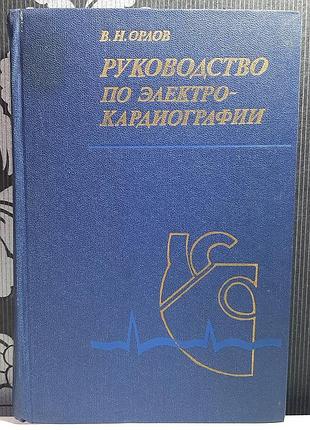 В. Н. ОРЛОВ
РУКОВОДСТВО
ПО ЭЛЕКТРО-
КАРДИОГРАФИИ